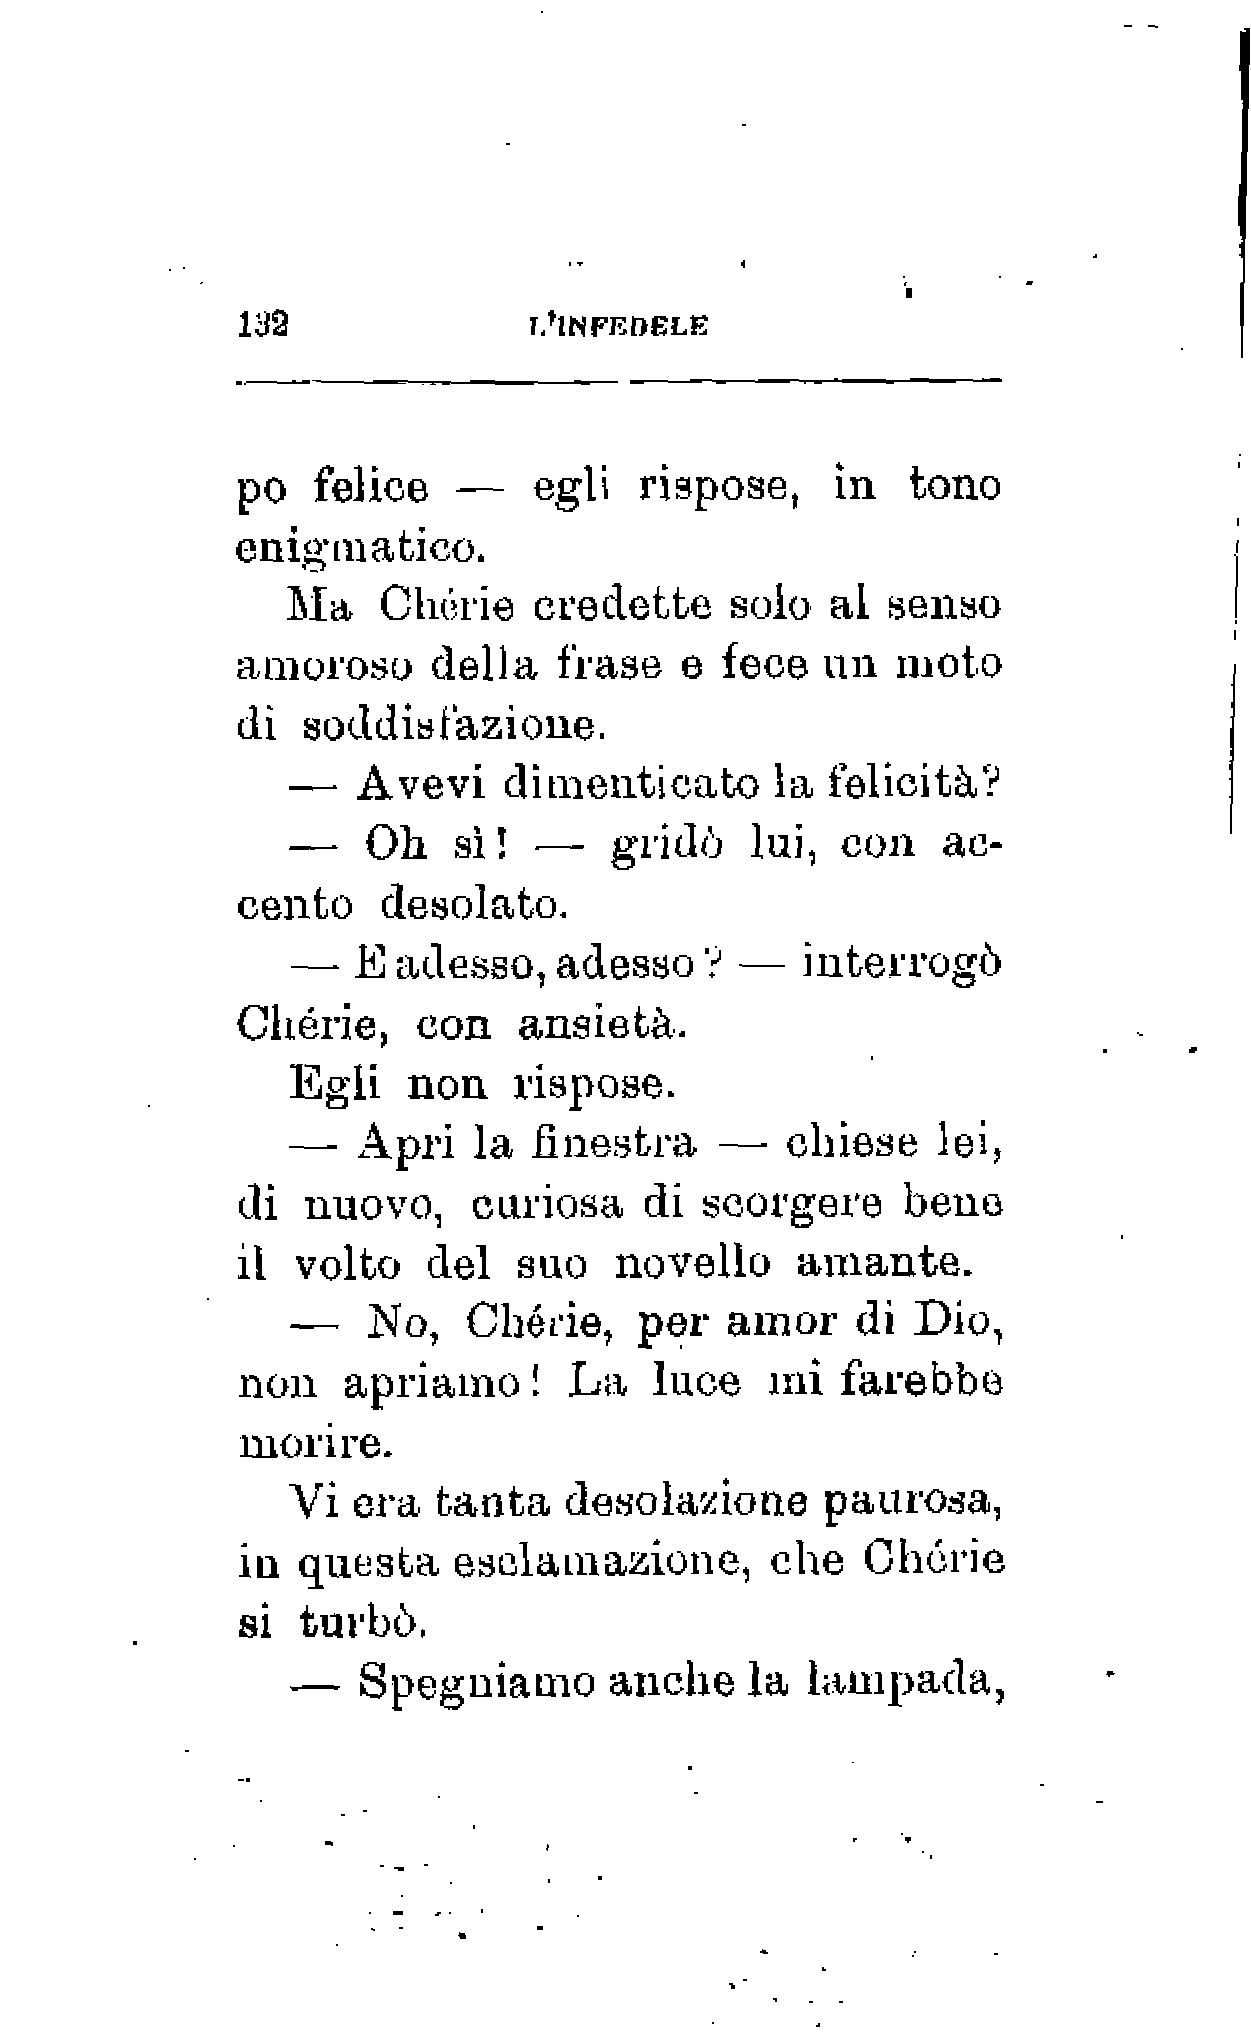 132 L'INFEDELE
po felice — egli rispose, in tono
enigmatico.
Ma Chérie credette solo al senso
amoroso della frase e fece un moto
di soddisfazione.
— Avevi dimenticato la felicità?
— Oh sì! — gridò lui, con ac-
cento desolato.
— E adesso, adesso? — interrogò
Chérie, con ansietà.
Egli non rispose.
— Apri la finestra — chiese lei,
di nuovo, curiosa di scorgere bene
il volto del suo novello amante.
— No, Chérie, per amor di Dio,
non apriamo! La luce mi farebbe
morire.
Vi era tanta desolazione paurosa,
in questa esclamazione, che Chérie
si turbò.
— Spegniamo anche la lampada,